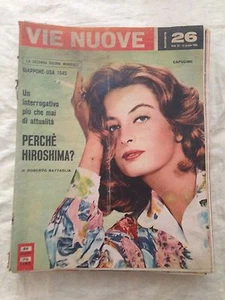 VIE NUOVE
26
LA SECONDA GUERRA MONDIALE
GIAPPONE-USA 1945
CAPUCINE
Un
interrogativo
più che mai
di attualità
PERCHÈ
HIROSHIMA?
di ROBERTO BATTAGLIA